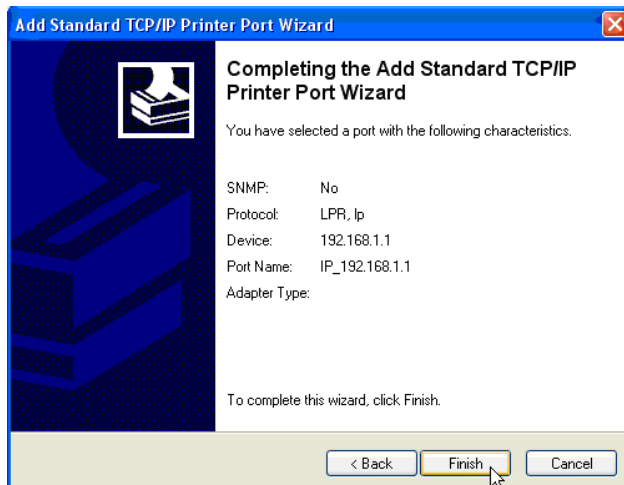 Add Standard TCP/IP Printer Port Wizard
Completing the Add Standard TCP/IP
Printer Port Wizard
You have selected a port with the following characteristics.
SNMP: No
Protocol: LPR, lp
Device: 192.168.1.1
Port Name: IP_192.168.1.1
Adapter Type:
To complete this wizard, click Finish.
< Back Finish Cancel